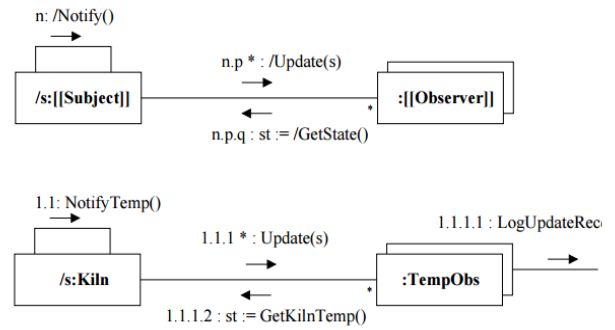 n: /Notify()
n.p * : /Update(s)
/s:[[Subject]]
:[[Observer]]
*
n.p.q : st := /GetState()
1.1: NotifyTemp()
1.1.1 * : Update(s)
1.1.1.1 : LogUpdateRec
/s:Kiln
:TempObs
*
1.1.1.2 : st := GetKilnTemp()